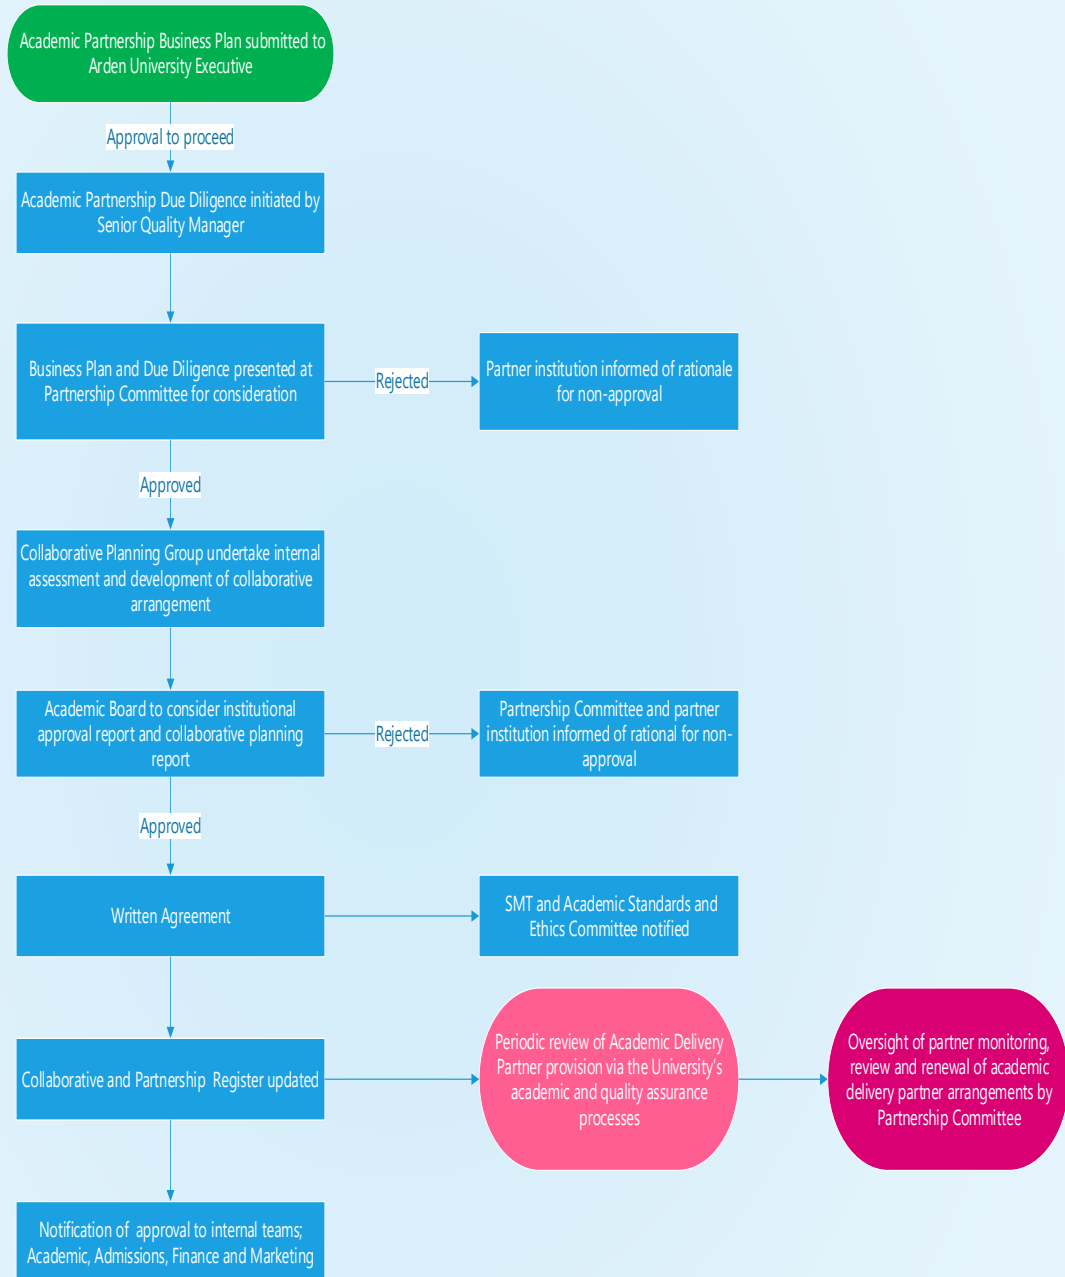 Academic Partnership Business Plan submitted to
Arden University Executive
Approval to proceed
Academic Partnership Due Diligence initiated by
Senior Quality Manager
Business Plan and Due Diligence presented at
Partnership Committee for consideration
Rejected
Partner institution informed of rationale
for non-approval
Approved
Collaborative Planning Group undertake internal
assessment and development of collaborative
arrangement
Academic Board to consider institutional
approval report and collaborative planning
report
Rejected
Partnership Committee and partner
institution informed of rational for non-
approval
Approved
Written Agreement
SMT and Academic Standards and
Ethics Committee notified
Collaborative and Partnership  Register updated
Periodic review of Academic Delivery
Partner provision via the University's
academic and quality assurance
processes
Oversight of partner monitoring,
review and renewal of academic
delivery partner arrangements by
Partnership Committee
Notification of  approval to internal teams;
Academic, Admissions, Finance and Marketing